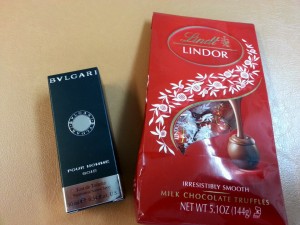 BVLGARI
POUR HOMME
Lindt
LINDOR
IRRESISTIBLY SMOOTH
MILK CHOCOLATE TRUFFLES
NET WT 5.1OZ (144g)